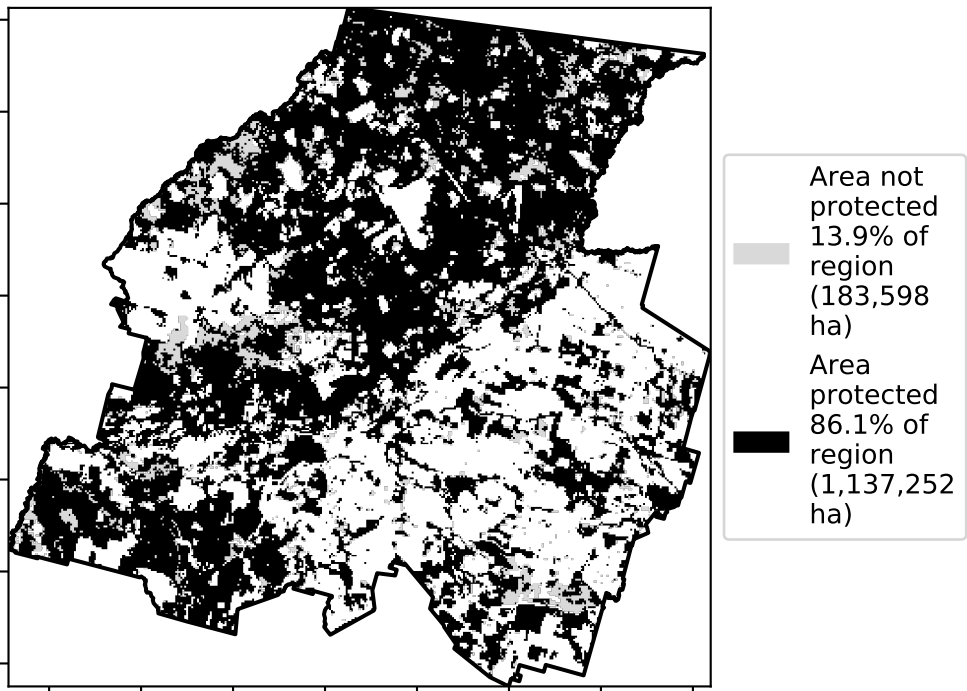 Area not
protected
13.9% of
region
(183,598
ha)
Area
protected
86.1% of
region
(1,137,252
ha)